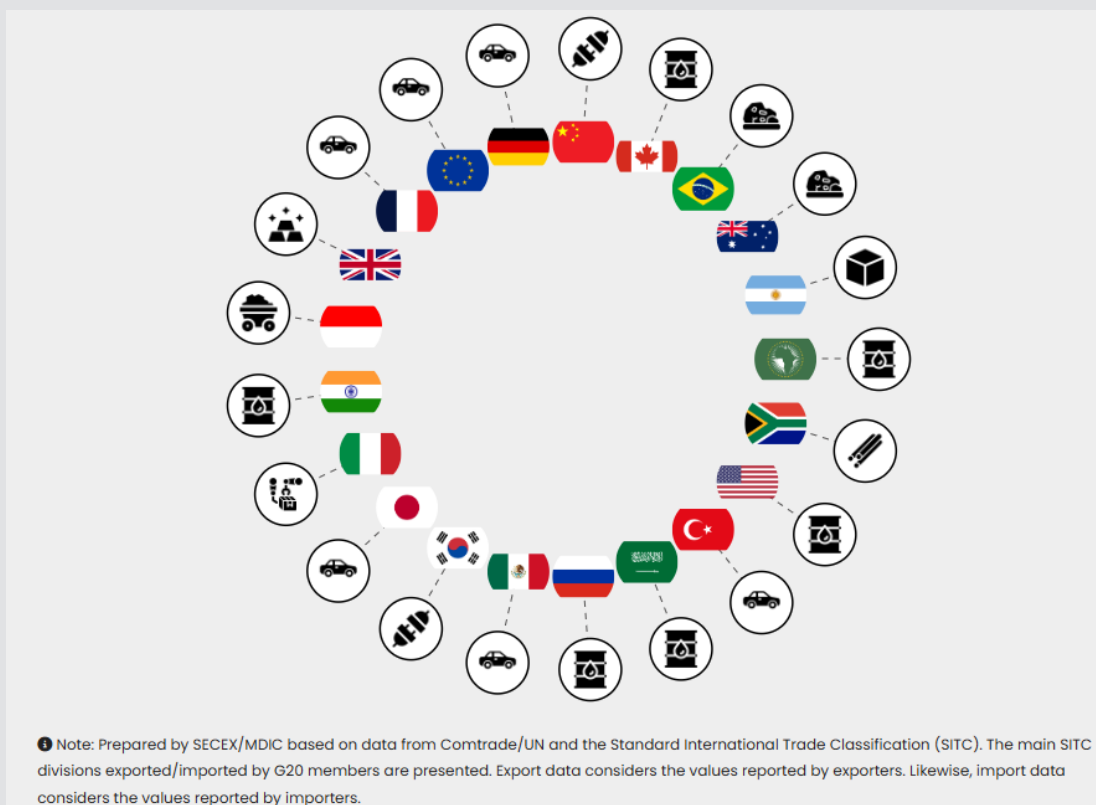 Note: Prepared by SECEX/MDIC based on data from Comtrade/UN and the Standard International Trade Classification (SITC). The main SITC
divisions exported/imported by G20 members are presented. Export data considers the values reported by exporters. Likewise, import data
considers the values reported by importers.